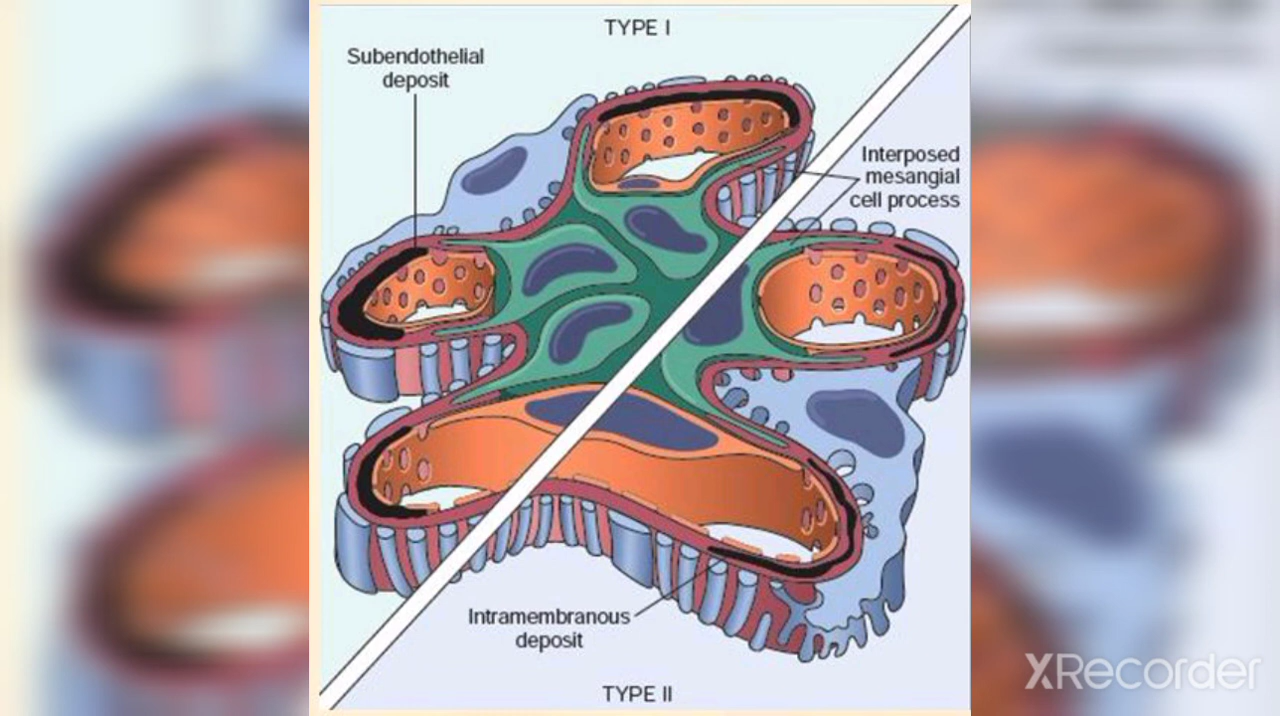 TYPE I
Subendothelial
deposit
Interposed
mesangial
cell process
Intramembranous
deposit
TYPE II
XRecorder